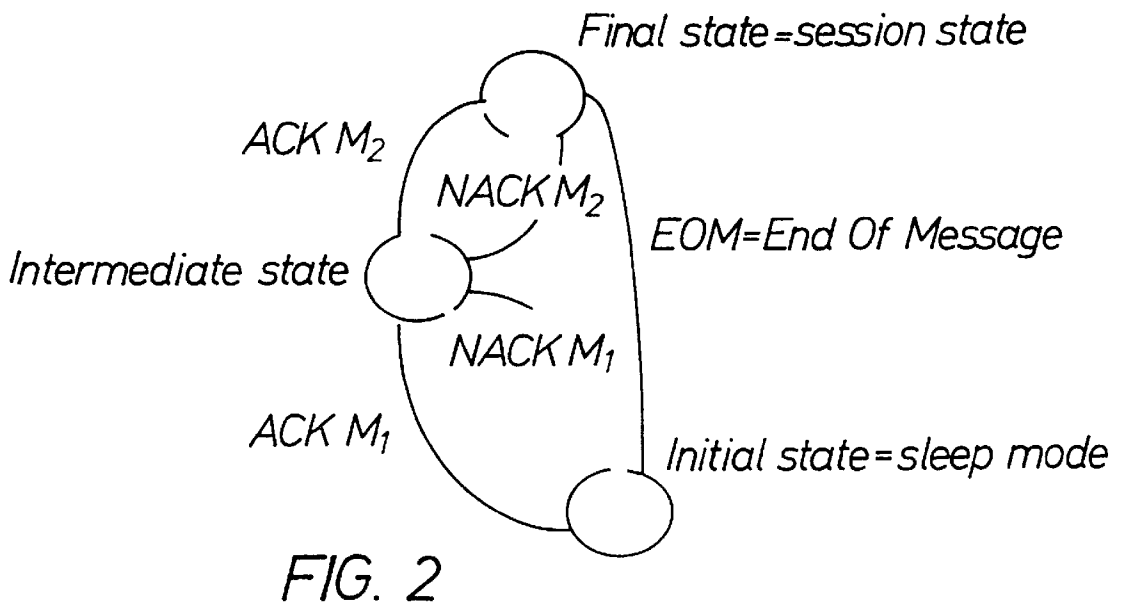 Final state=session state
ACK M₂
NACK M₂
EOM=End Of Message
Intermediate state
NACK M₁
ACK M₁
Initial state=sleep mode
FIG. 2